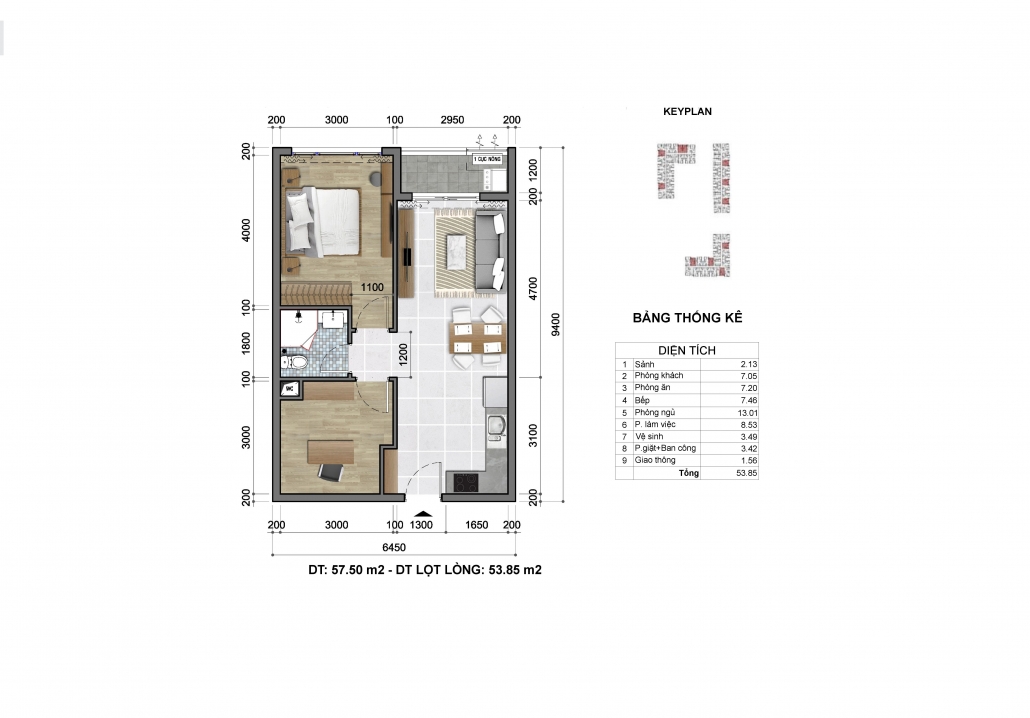 KEYPLAN
200 3000 100 2950 200
1 CỤC NÓNG
200
1200
200
4000
4700
1100
100
1800
1200
9400
100
WC
3000
3100
200
200
200 3000 100 1300 1650 200
6450
DT: 57.50 m2 - DT LỌT LÒNG: 53.85 m2
BẢNG THỐNG KÊ
DIỆN TÍCH
1 Sảnh 2.13
2 Phòng khách 7.05
3 Phòng ăn 7.20
4 Bếp 7.46
5 Phòng ngủ 13.01
6 P. làm việc 8.53
7 Vệ sinh 3.49
8 P.giặt+Ban công 3.42
9 Giao thông 1.56
Tổng 53.85